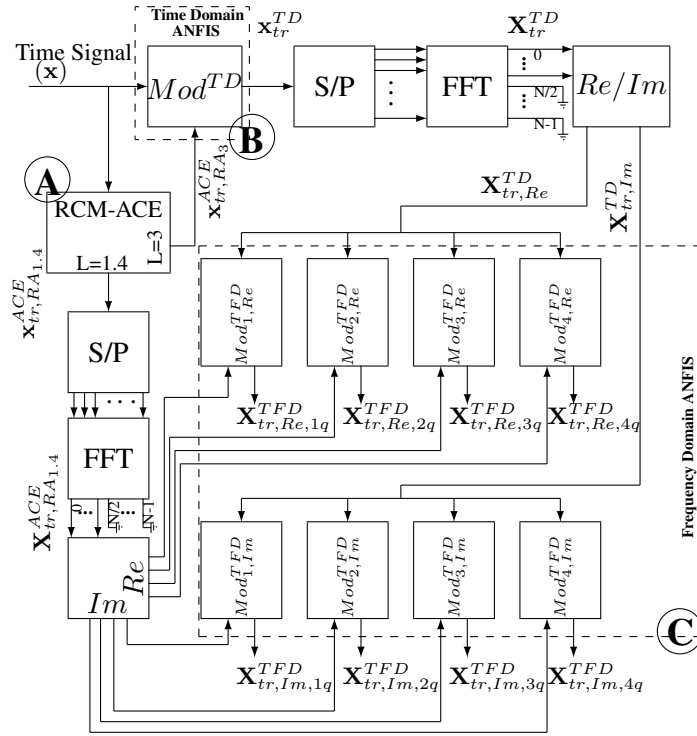 Time Domain
ANFIS
x_{tr}^{TD}
X_{tr}^{TD}
Time Signal
(x)
Mod^{TD}
S/P
FFT
0
N/2
N-1
Re/Im
B
A
x_{tr,RA_3}^{ACE}
X_{tr,Re}^{TD}
X_{tr,Im}^{TD}
RCM-ACE
L=3
L=1.4
x_{tr,RA_{1.4}}^{ACE}
Mod_{1,Re}^{TFD}
Mod_{2,Re}^{TFD}
Mod_{3,Re}^{TFD}
Mod_{4,Re}^{TFD}
S/P
X_{tr,Re,1q}^{TFD}
X_{tr,Re,2q}^{TFD}
X_{tr,Re,3q}^{TFD}
X_{tr,Re,4q}^{TFD}
Frequency Domain ANFIS
FFT
X_{tr,RA_{1.4}}^{ACE}
0
N/2
N-1
Re
Im
Mod_{1,Im}^{TFD}
Mod_{2,Im}^{TFD}
Mod_{3,Im}^{TFD}
Mod_{4,Im}^{TFD}
C
X_{tr,Im,1q}^{TFD}
X_{tr,Im,2q}^{TFD}
X_{tr,Im,3q}^{TFD}
X_{tr,Im,4q}^{TFD}